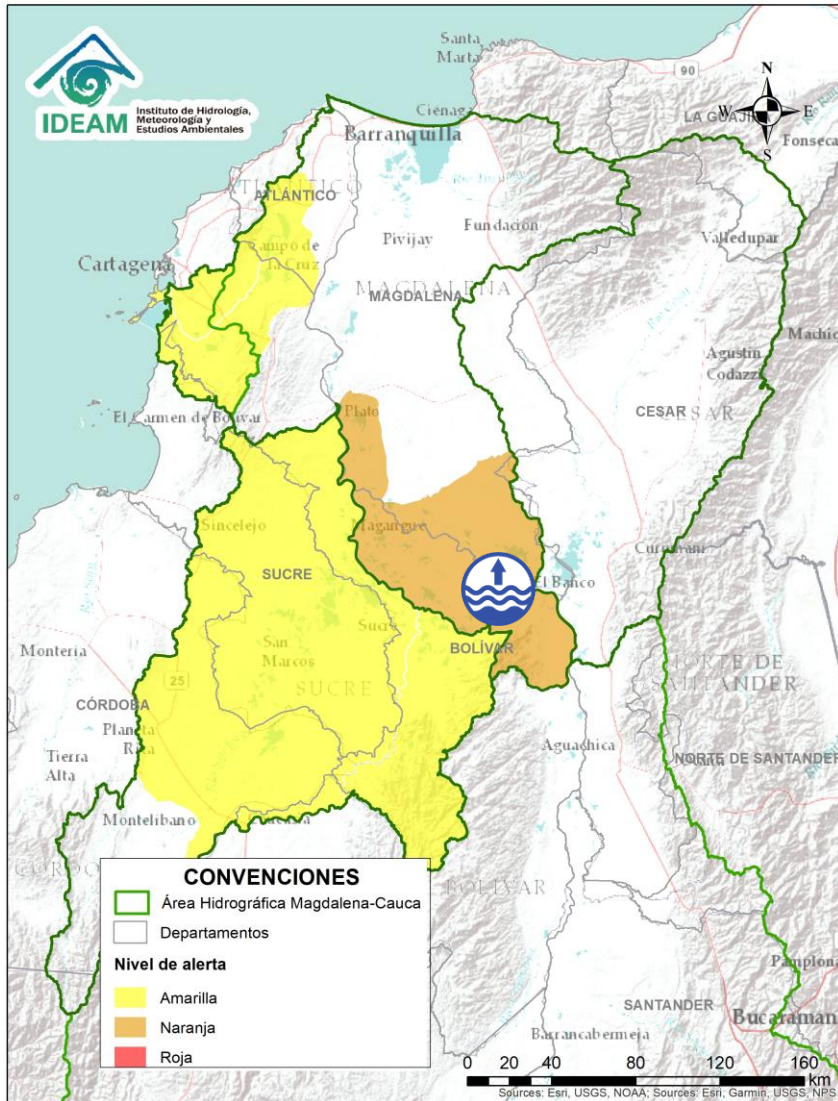 IDEAM
Instituto de Hidrología,
Meteorología y
Estudios Ambientales
Santa
Marta
90
N
W
E
S
LA GUAJIRA
Fonseca
Ciénaga
Barranquilla
ATLÁNTICO
ATLÁNTICO
Campo de
la Cruz
Pivijay
Fundación
Valledupar
Cartagena
MAGDALENA
MAGDALENA
Agustín
Codazzi
El Carmen de Bolívar
Plato
CESAR
CESAR
Sincelejo
Magangue
Curumaní
SUCRE
El Banco
Sucre
Montería
San
Marcos
BOLÍVAR
25
SUCRE
NORTE DE
SANTANDER
CÓRDOBA
Planeta
Rica
Tierra
Alta
Aguachica
NORTE DE SANTANDER
Montelibano
BOLÍVAR
CONVENCIONES
Área Hidrográfica Magdalena-Cauca
Departamentos
Nivel de alerta
Amarilla
Naranja
Roja
Pamplona
SANTANDER
Bucaraman
Barrancabermeja
0 20 40 80 120 160
km
Sources: Esri, USGS, NOAA; Sources: Esri, Garmin, USGS, NPS